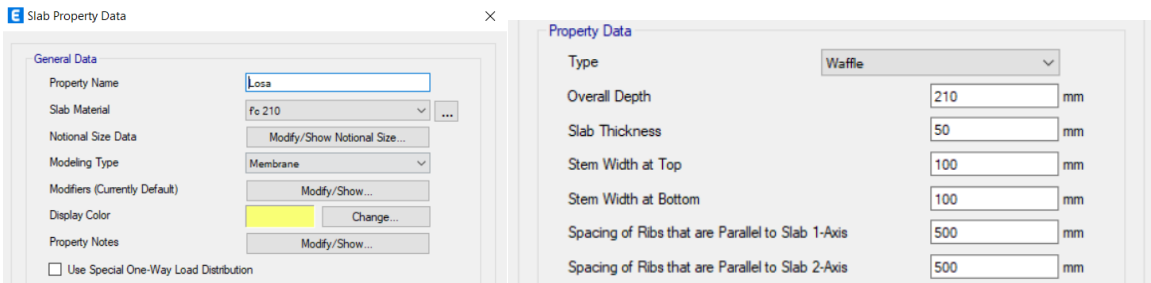 E Slab Property Data
General Data
Property Name Losa
Slab Material f'c 210 ...
Notional Size Data Modify/Show Notional Size...
Modeling Type Membrane
Modifiers (Currently Default) Modify/Show...
Display Color Change...
Property Notes Modify/Show...
Use Special One-Way Load Distribution
Property Data
Type Waffle
Overall Depth 210 mm
Slab Thickness 50 mm
Stem Width at Top 100 mm
Stem Width at Bottom 100 mm
Spacing of Ribs that are Parallel to Slab 1-Axis 500 mm
Spacing of Ribs that are Parallel to Slab 2-Axis 500 mm